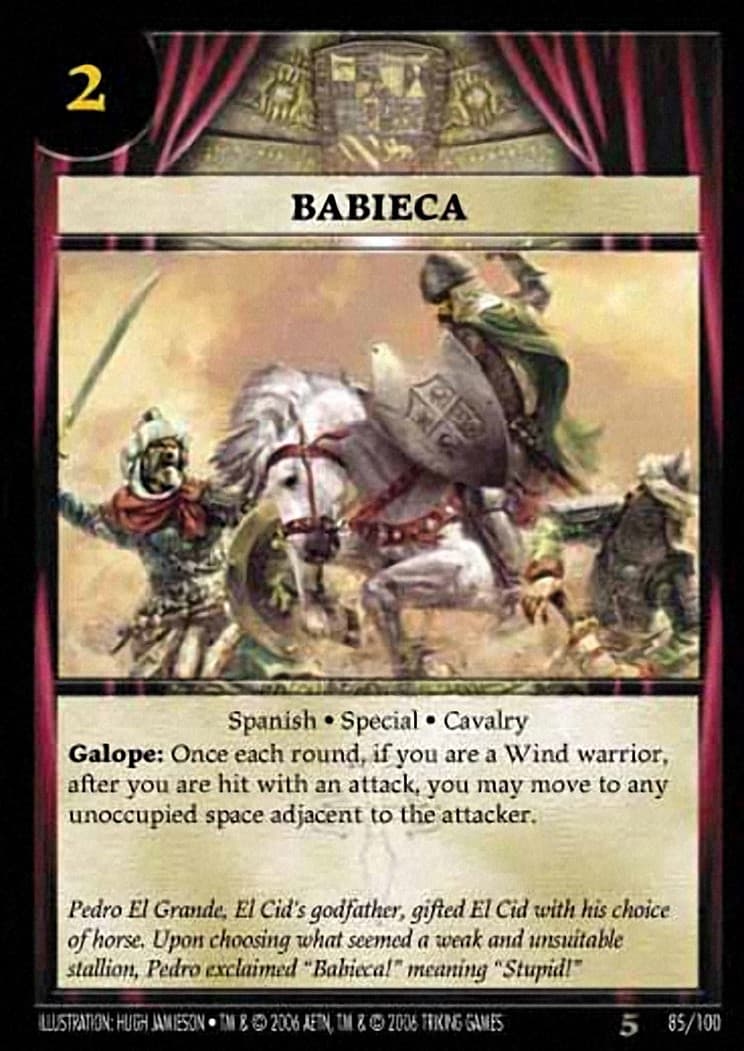 2
BABIECA
Spanish • Special • Cavalry
Galope: Once each round, if you are a Wind warrior,
after you are hit with an attack, you may move to any
unoccupied space adjacent to the attacker.
Pedro El Grande, El Cid's godfather, gifted El Cid with his choice
of horse. Upon choosing what seemed a weak and unsuitable
stallion, Pedro exclaimed “Babieca!” meaning “Stupid!”
ILLUSTRATION: HUGH JAMIESON • TM & © 2006 AETN, TM & © 2006 TRIKING GAMES 5 85/100